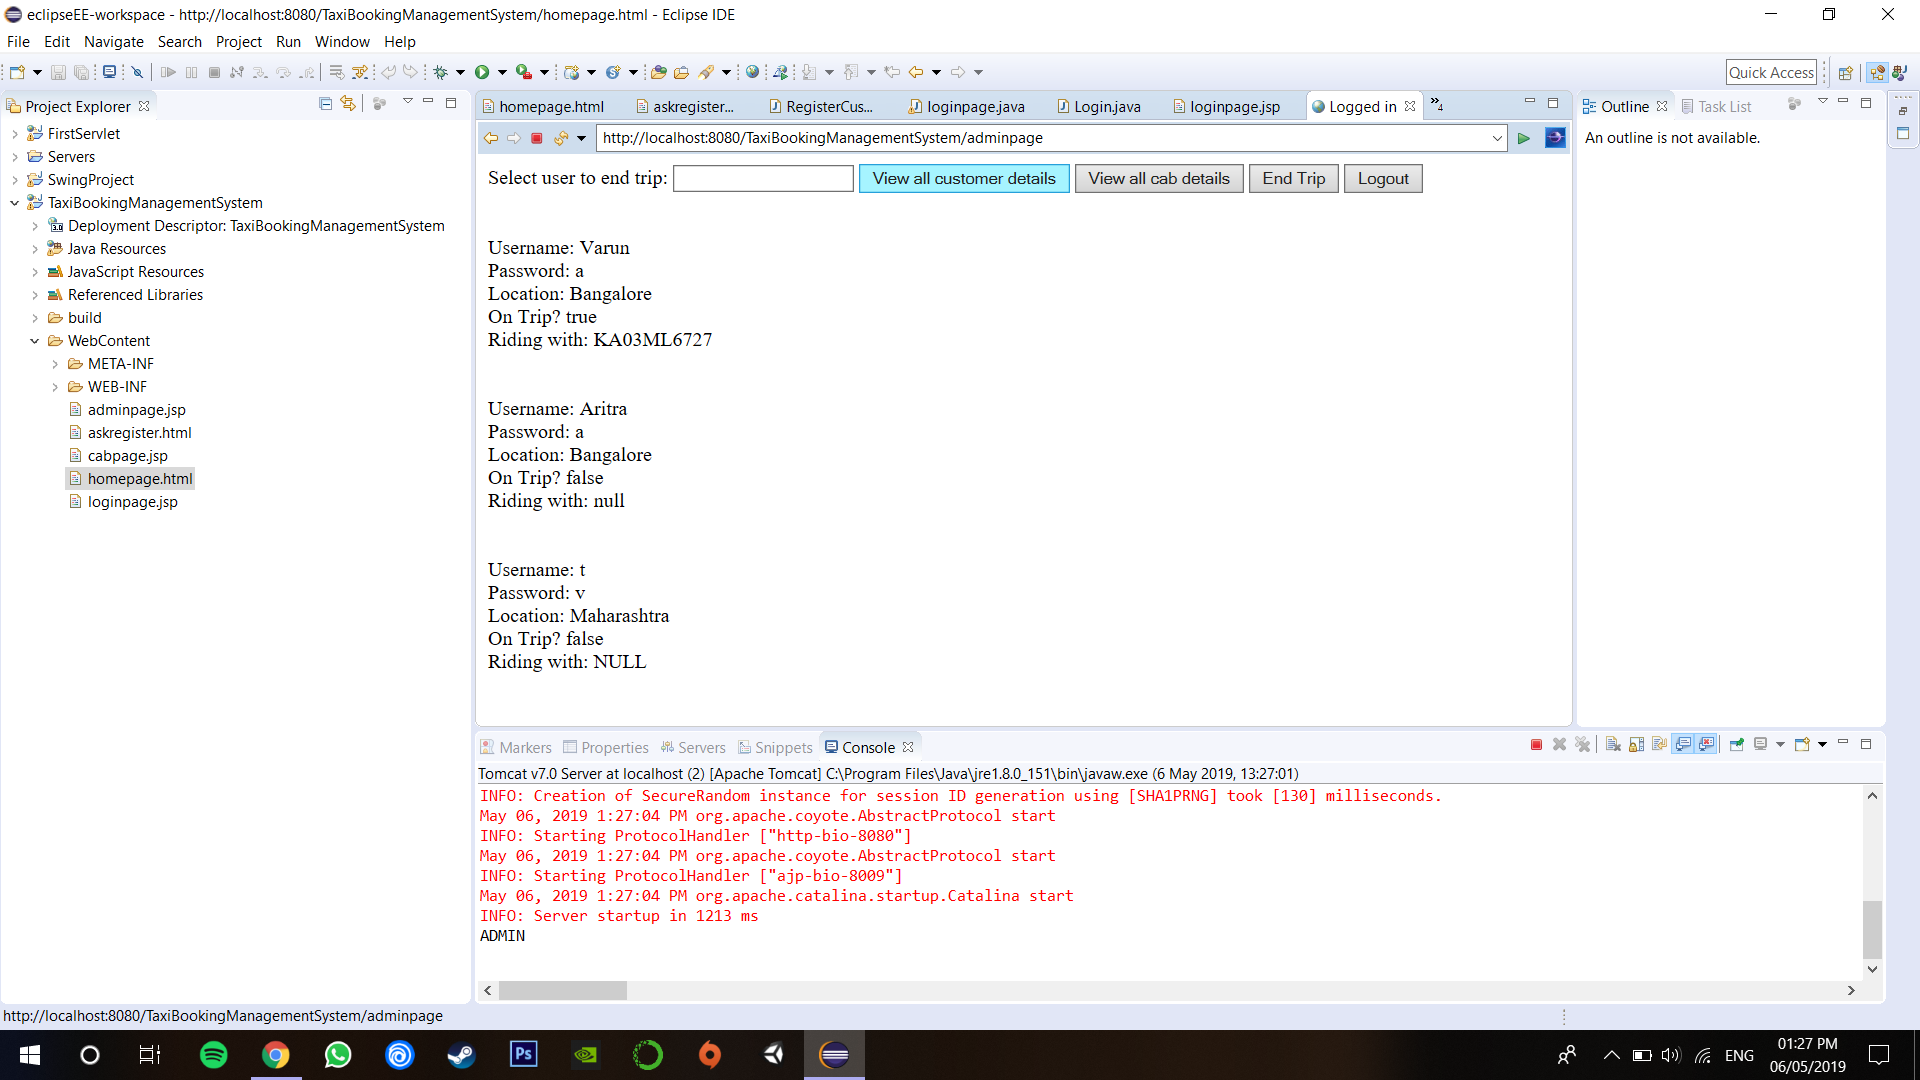 eclipseEE-workspace - http://localhost:8080/TaxiBookingManagementSystem/homepage.html - Eclipse IDE
File Edit Navigate Search Project Run Window Help
Quick Access
Project Explorer
FirstServlet
Servers
SwingProject
TaxiBookingManagementSystem
Deployment Descriptor: TaxiBookingManagementSystem
Java Resources
JavaScript Resources
Referenced Libraries
build
WebContent
META-INF
WEB-INF
adminpage.jsp
askregister.html
cabpage.jsp
homepage.html
loginpage.jsp
homepage.html askregister... RegisterCus... loginpage.java Login.java loginpage.jsp Logged in »4
http://localhost:8080/TaxiBookingManagementSystem/adminpage
Select user to end trip: View all customer details View all cab details End Trip Logout
Username: Varun
Password: a
Location: Bangalore
On Trip? true
Riding with: KA03ML6727
Username: Aritra
Password: a
Location: Bangalore
On Trip? false
Riding with: null
Username: t
Password: v
Location: Maharashtra
On Trip? false
Riding with: NULL
Outline Task List
An outline is not available.
Markers Properties Servers Snippets Console
Tomcat v7.0 Server at localhost (2) [Apache Tomcat] C:\Program Files\Java\jre1.8.0_151\bin\javaw.exe (6 May 2019, 13:27:01)
INFO: Creation of SecureRandom instance for session ID generation using [SHA1PRNG] took [130] milliseconds.
May 06, 2019 1:27:04 PM org.apache.coyote.AbstractProtocol start
INFO: Starting ProtocolHandler ["http-bio-8080"]
May 06, 2019 1:27:04 PM org.apache.coyote.AbstractProtocol start
INFO: Starting ProtocolHandler ["ajp-bio-8009"]
May 06, 2019 1:27:04 PM org.apache.catalina.startup.Catalina start
INFO: Server startup in 1213 ms
ADMIN
http://localhost:8080/TaxiBookingManagementSystem/adminpage
Ps
ENG
01:27 PM
06/05/2019